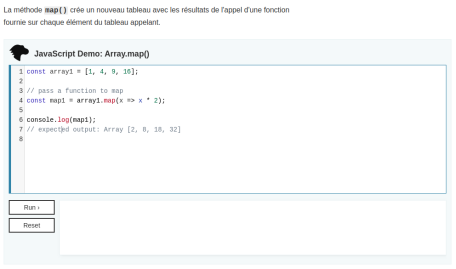 La méthode map() crée un nouveau tableau avec les résultats de l'appel d'une fonction
fournie sur chaque élément du tableau appelant.
JavaScript Demo: Array.map()
1 const array1 = [1, 4, 9, 16];
2
3 // pass a function to map
4 const map1 = array1.map(x => x * 2);
5
6 console.log(map1);
7 // expected output: Array [2, 8, 18, 32]
8
Run ›
Reset